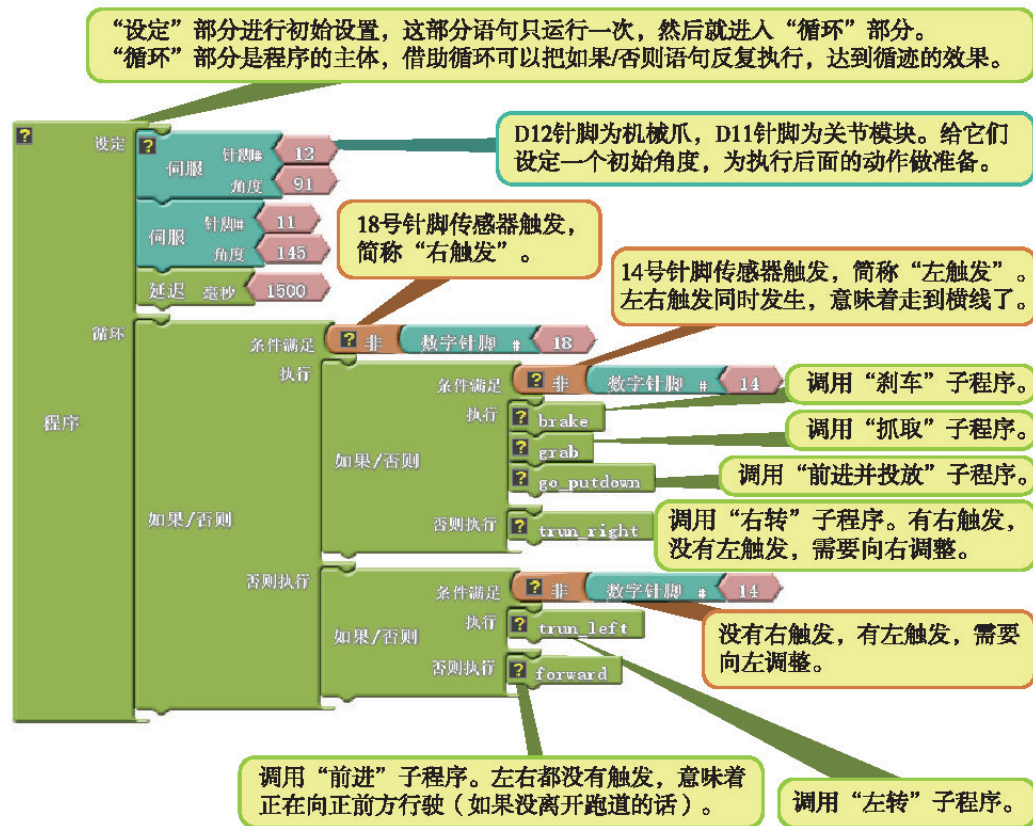 “设定”部分进行初始设置，这部分语句只运行一次，然后就进入“循环”部分。
“循环”部分是程序的主体，借助循环可以把如果/否则语句反复执行，达到循迹的效果。
设定
伺服
针脚#
12
角度
91
D12针脚为机械爪，D11针脚为关节模块。给它们
设定一个初始角度，为执行后面的动作做准备。
伺服
针脚#
11
角度
145
延迟 毫秒 1500
18号针脚传感器触发，
简称“右触发”。
14号针脚传感器触发，简称“左触发”。
左右触发同时发生，意味着走到横线了。
循环
程序
如果/否则
条件满足
非
数字针脚 # 18
执行
如果/否则
条件满足
非
数字针脚 # 14
执行
brake
调用“刹车”子程序。
grab
调用“抓取”子程序。
go_putdown
调用“前进并投放”子程序。
否则执行
trun_right
调用“右转”子程序。有右触发，
没有左触发，需要向右调整。
否则执行
如果/否则
条件满足
非
数字针脚 # 14
执行
trun_left
没有右触发，有左触发，需要
向左调整。
否则执行
forward
调用“前进”子程序。左右都没有触发，意味着
正在向正前方行驶（如果没离开跑道的话）。
调用“左转”子程序。